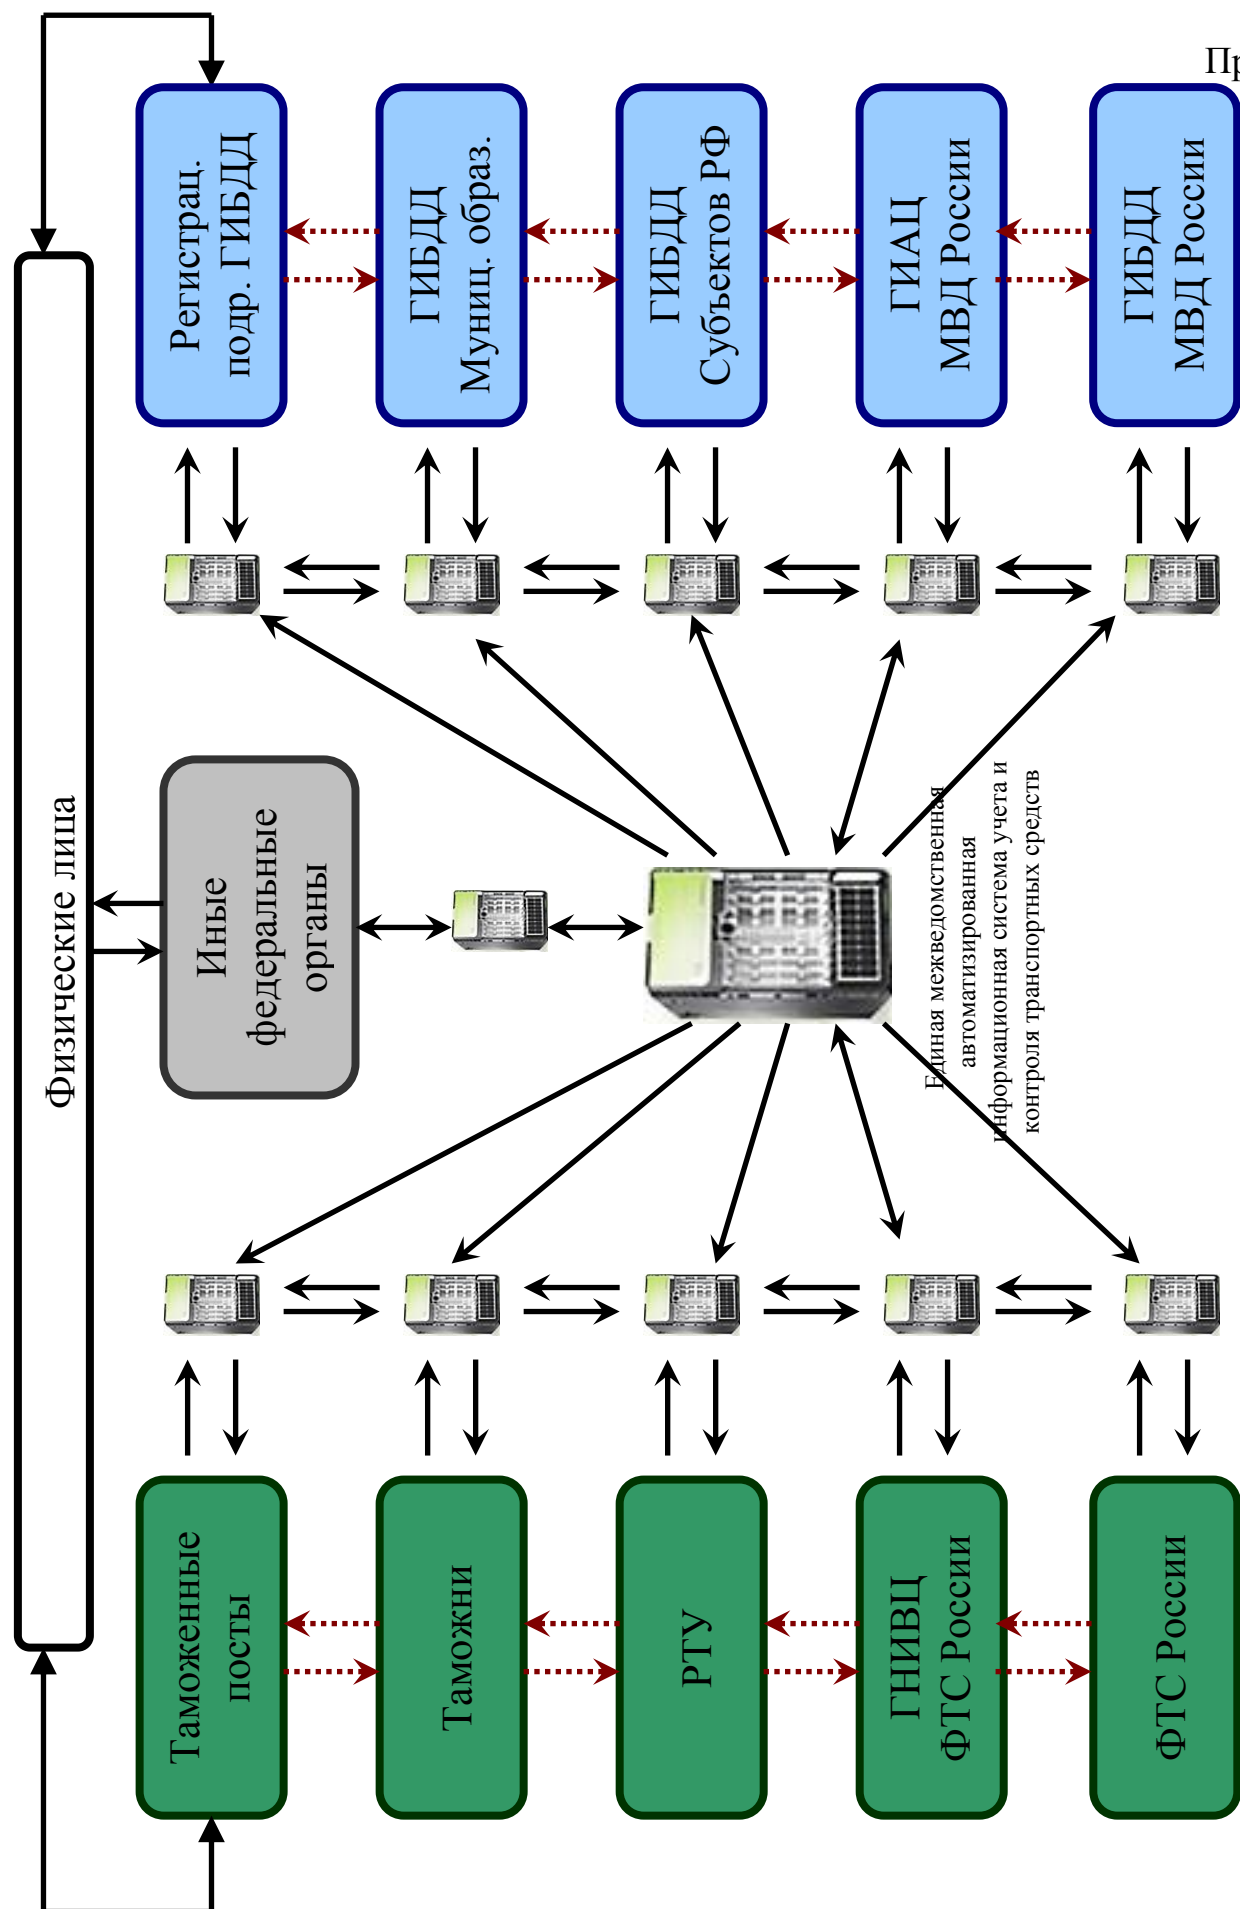 Пр
Физические лица
Таможенные
посты
Иные
федеральные
органы
Регистрац.
подр. ГИБДД
Таможни
ГИБДД
Муниц. образ.
РТУ
ГИБДД
Субъектов РФ
ГНИВЦ
ФТС России
Единая межведомственная
автоматизированная
информационная система учета и
контроля транспортных средств
ГИАЦ
МВД России
ФТС России
ГИБДД
МВД России